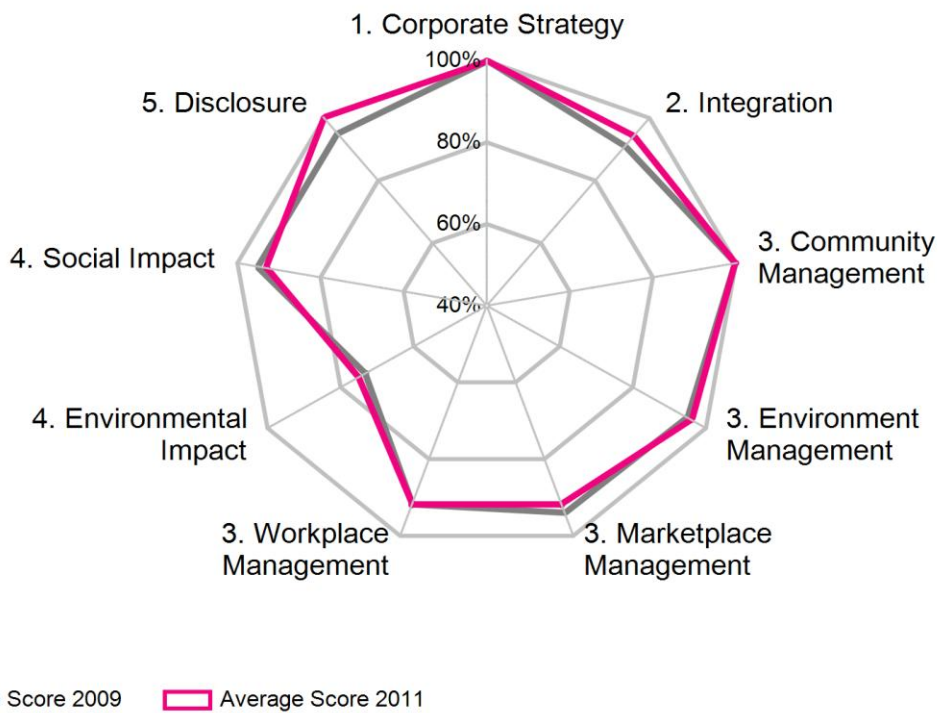 1. Corporate Strategy
100%
5. Disclosure
2. Integration
80%
60%
4. Social Impact
3. Community
Management
40%
4. Environmental
Impact
3. Environment
Management
3. Workplace
Management
3. Marketplace
Management
Score 2009
Average Score 2011